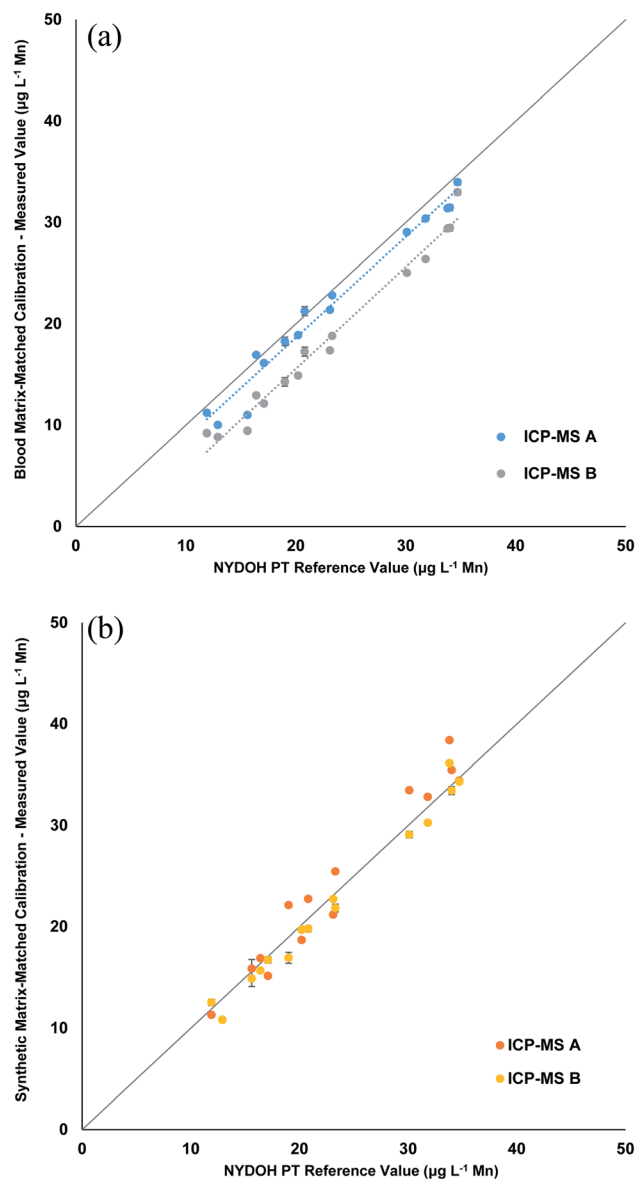 (a)
Blood Matrix-Matched Calibration - Measured Value (µg L-1 Mn)
50
40
30
20
10
0
ICP-MS A
ICP-MS B
0 10 20 30 40 50
NYDOH PT Reference Value (µg L-1 Mn)
(b)
Synthetic Matrix-Matched Calibration - Measured Value (µg L-1 Mn)
50
40
30
20
10
0
ICP-MS A
ICP-MS B
0 10 20 30 40 50
NYDOH PT Reference Value (µg L-1 Mn)